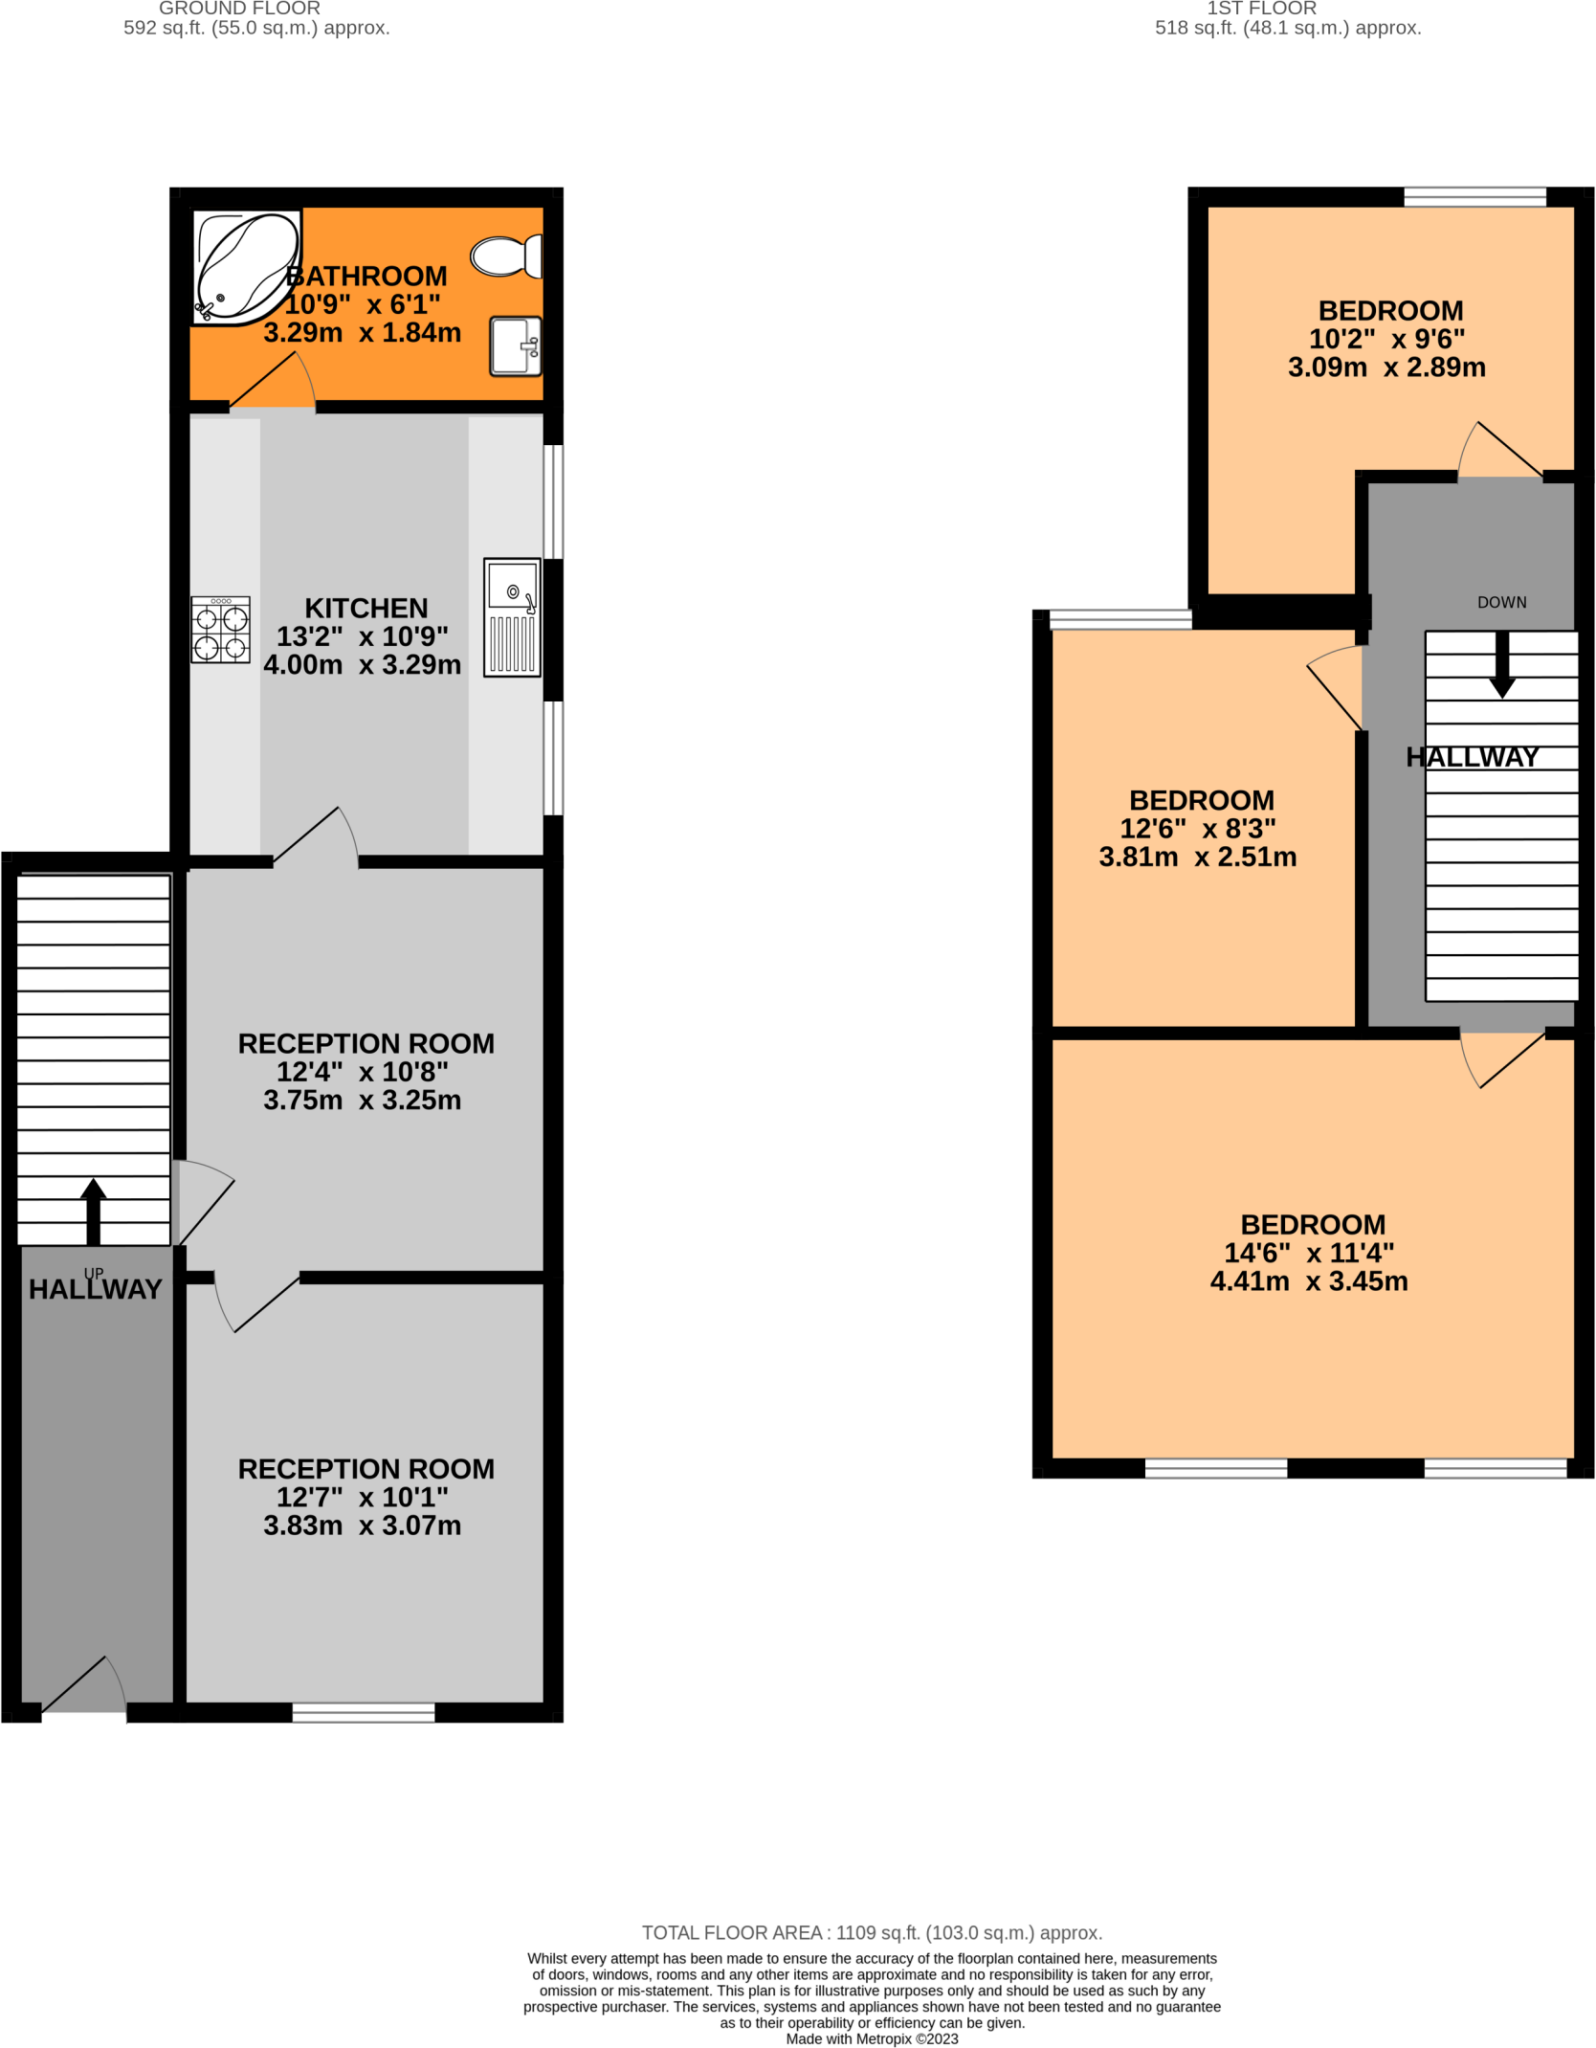 GROUND FLOOR
592 sq.ft. (55.0 sq.m.) approx.
BATHROOM
10'9" x 6'1"
3.29m x 1.84m
KITCHEN
13'2" x 10'9"
4.00m x 3.29m
RECEPTION ROOM
12'4" x 10'8"
3.75m x 3.25m
UP
HALLWAY
RECEPTION ROOM
12'7" x 10'1"
3.83m x 3.07m
1ST FLOOR
518 sq.ft. (48.1 sq.m.) approx.
BEDROOM
10'2" x 9'6"
3.09m x 2.89m
DOWN
HALLWAY
BEDROOM
12'6" x 8'3"
3.81m x 2.51m
BEDROOM
14'6" x 11'4"
4.41m x 3.45m
TOTAL FLOOR AREA : 1109 sq.ft. (103.0 sq.m.) approx.
Whilst every attempt has been made to ensure the accuracy of the floorplan contained here, measurements
of doors, windows, rooms and any other items are approximate and no responsibility is taken for any error,
omission or mis-statement. This plan is for illustrative purposes only and should be used as such by any
prospective purchaser. The services, systems and appliances shown have not been tested and no guarantee
as to their operability or efficiency can be given.
Made with Metropix ©2023